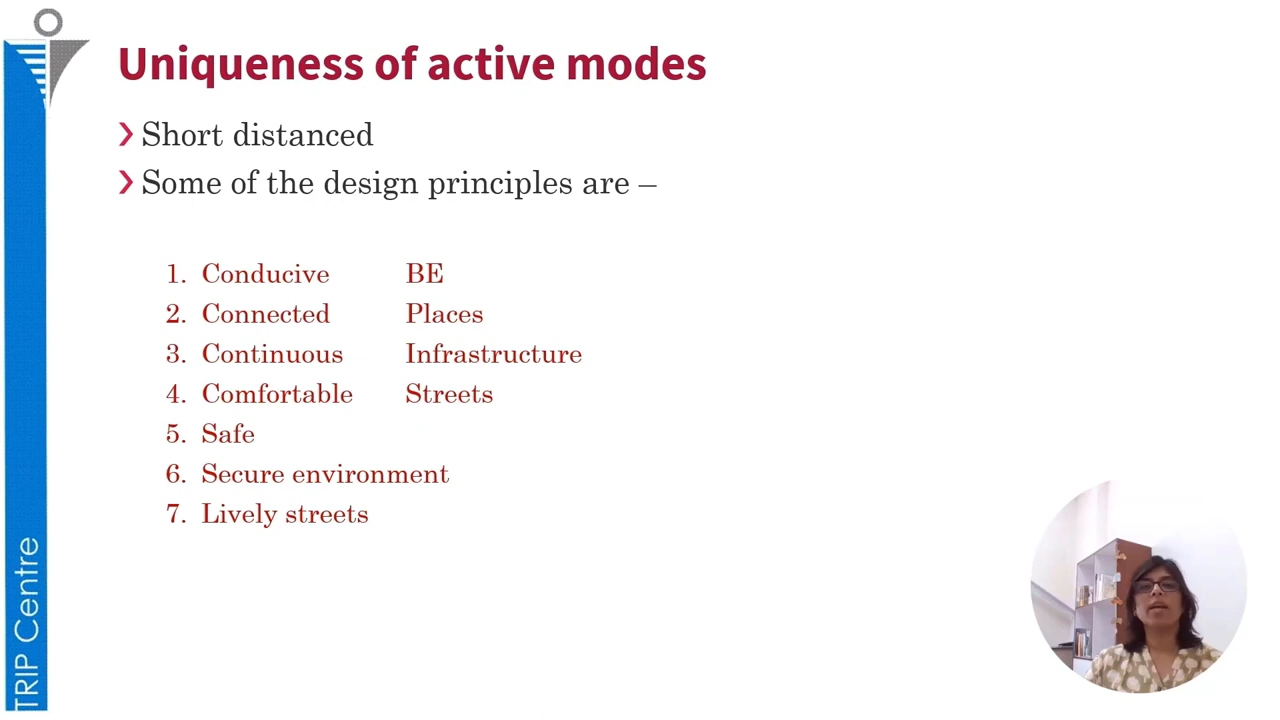 Uniqueness of active modes
❯ Short distanced
❯ Some of the design principles are –
1. Conducive BE
2. Connected Places
3. Continuous Infrastructure
4. Comfortable Streets
5. Safe
6. Secure environment
7. Lively streets
TRIP Centre